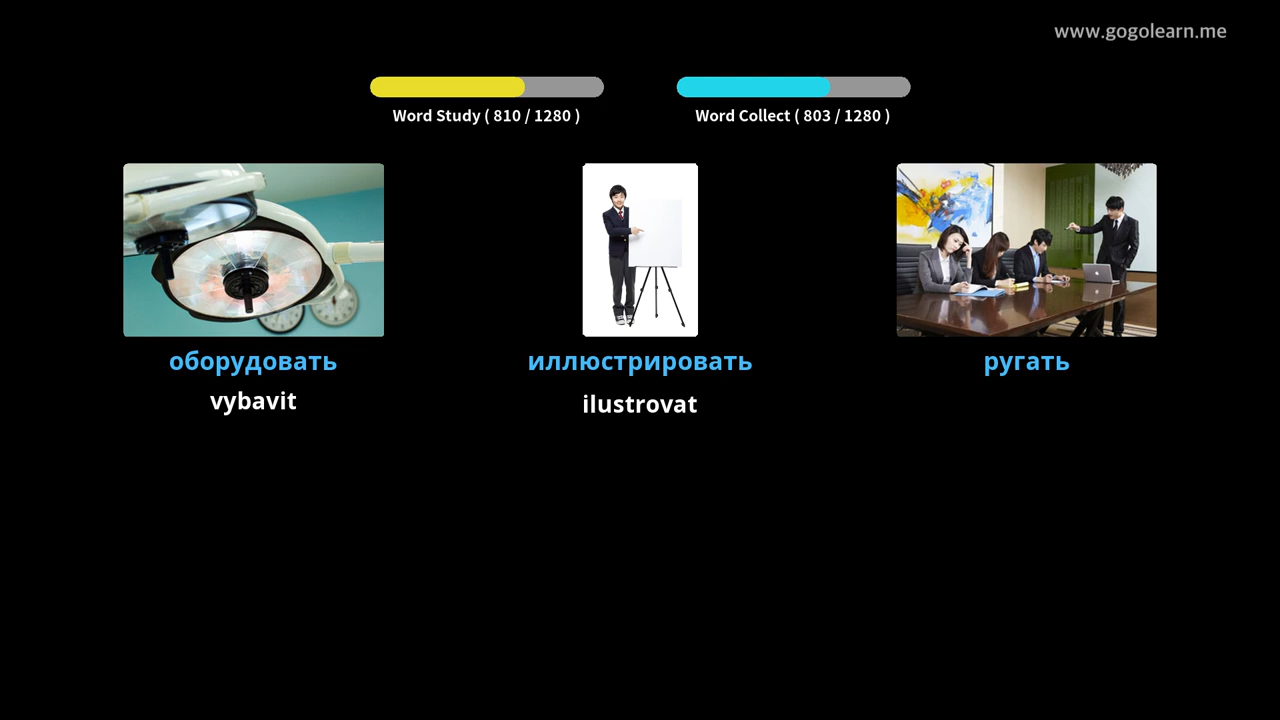 www.gogolearn.me
Word Study ( 810 / 1280 )
Word Collect ( 803 / 1280 )
оборудовать
иллюстрировать
ругать
vybavit
ilustrovat